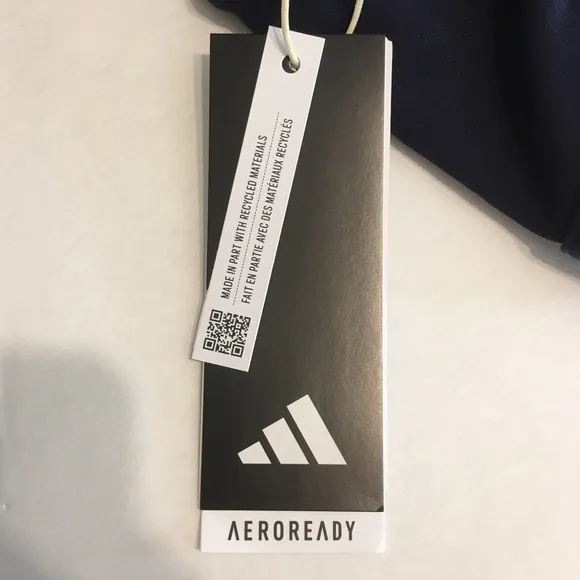 MADE IN PART WITH RECYCLED MATERIALS
FAIT EN PARTIE AVEC DES MATÉRIAUX RECYCLÉS
AEROREADY